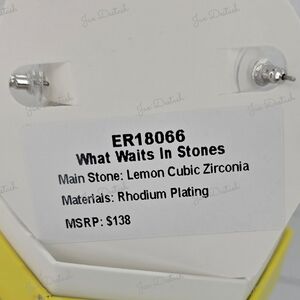 ER18066
What Waits In Stones
Main Stone: Lemon Cubic Zirconia
Materials: Rhodium Plating
MSRP: $138